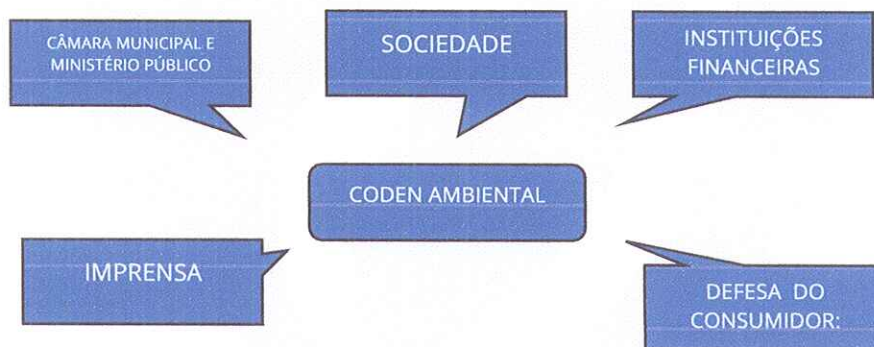 CÂMARA MUNICIPAL E
MINISTÉRIO PÚBLICO
SOCIEDADE
INSTITUIÇÕES
FINANCEIRAS
CODEN AMBIENTAL
IMPRENSA
DEFESA DO
CONSUMIDOR: